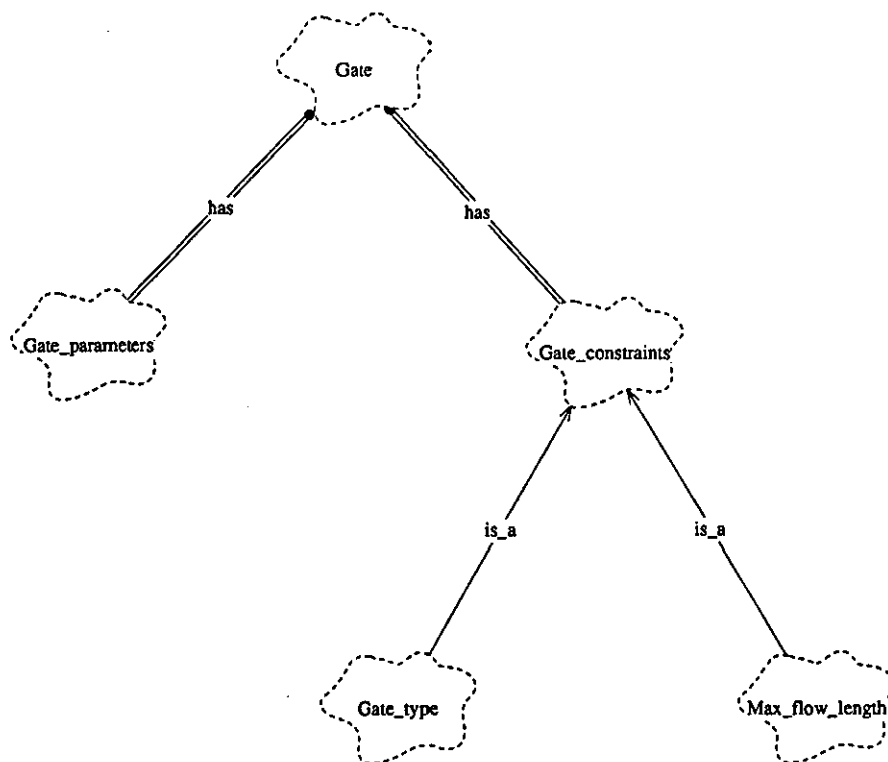 Gate
has
has
Gate_parameters
Gate_constraints
is_a
is_a
Gate_type
Max_flow_length